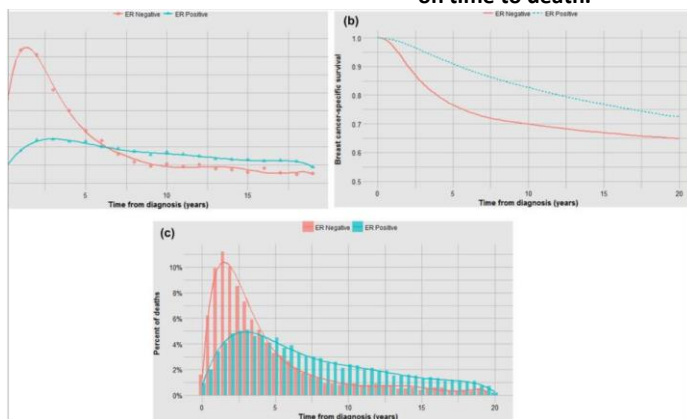 on time to death.
ER Negative ER Positive
5 10 15
Time from diagnosis (years)
(b)
ER Negative ER Positive
Breast cancer-specific survival
1.0
0.9
0.8
0.7
0.6
0.5
0 5 10 15 20
Time from diagnosis (years)
(c)
ER Negative ER Positive
Percent of deaths
10%
8%
6%
4%
2%
0%
0 5 10 15 20
Time from diagnosis (years)